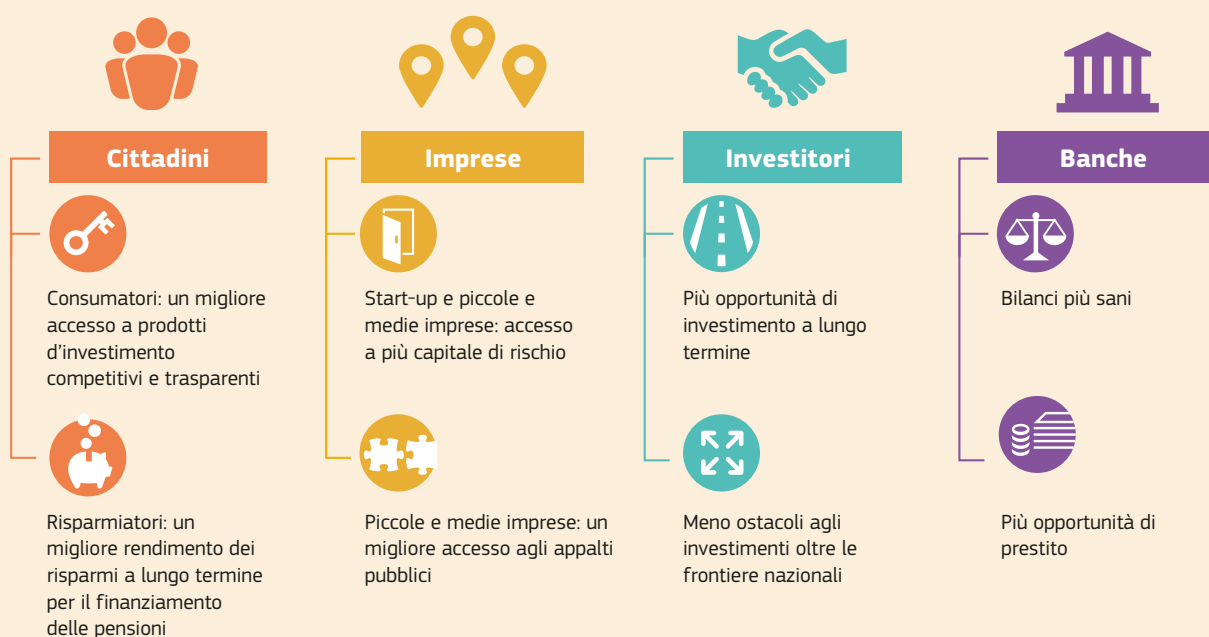 Cittadini
Consumatori: un migliore
accesso a prodotti
d'investimento
competitivi e trasparenti
Risparmiatori: un
migliore rendimento dei
risparmi a lungo termine
per il finanziamento
delle pensioni
Imprese
Start-up e piccole e
medie imprese: accesso
a più capitale di rischio
Piccole e medie imprese: un
migliore accesso agli appalti
pubblici
Investitori
Più opportunità di
investimento a lungo
termine
Meno ostacoli agli
investimenti oltre le
frontiere nazionali
Banche
Bilanci più sani
Più opportunità di
prestito